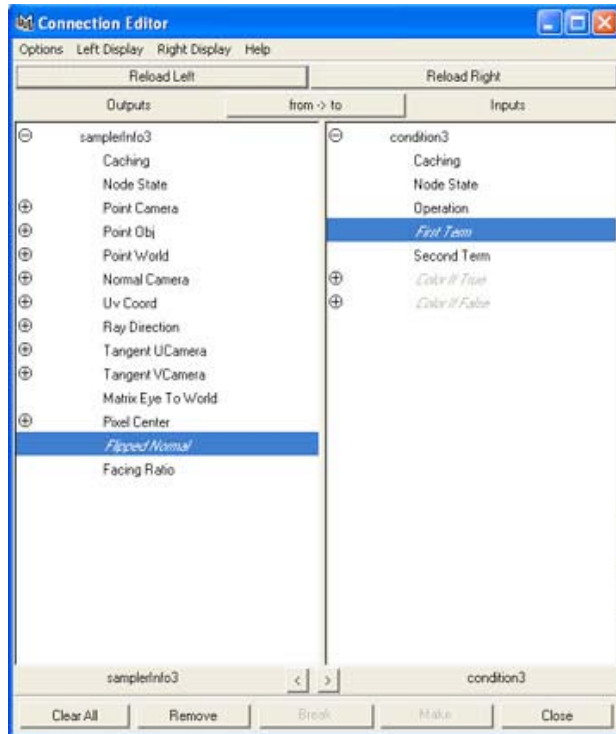 Connection Editor
Options Left Display Right Display Help
Reload Left Reload Right
Outputs from -> to Inputs
samplerInfo3
Caching
Node State
Point Camera
Point Obj
Point World
Normal Camera
Uv Coord
Ray Direction
Tangent UCamera
Tangent VCamera
Matrix Eye To World
Pixel Center
Flipped Normal
Facing Ratio
condition3
Caching
Node State
Operation
First Term
Second Term
Color If True
Color If False
samplerInfo3 < > condition3
Clear All Remove Break Make Close